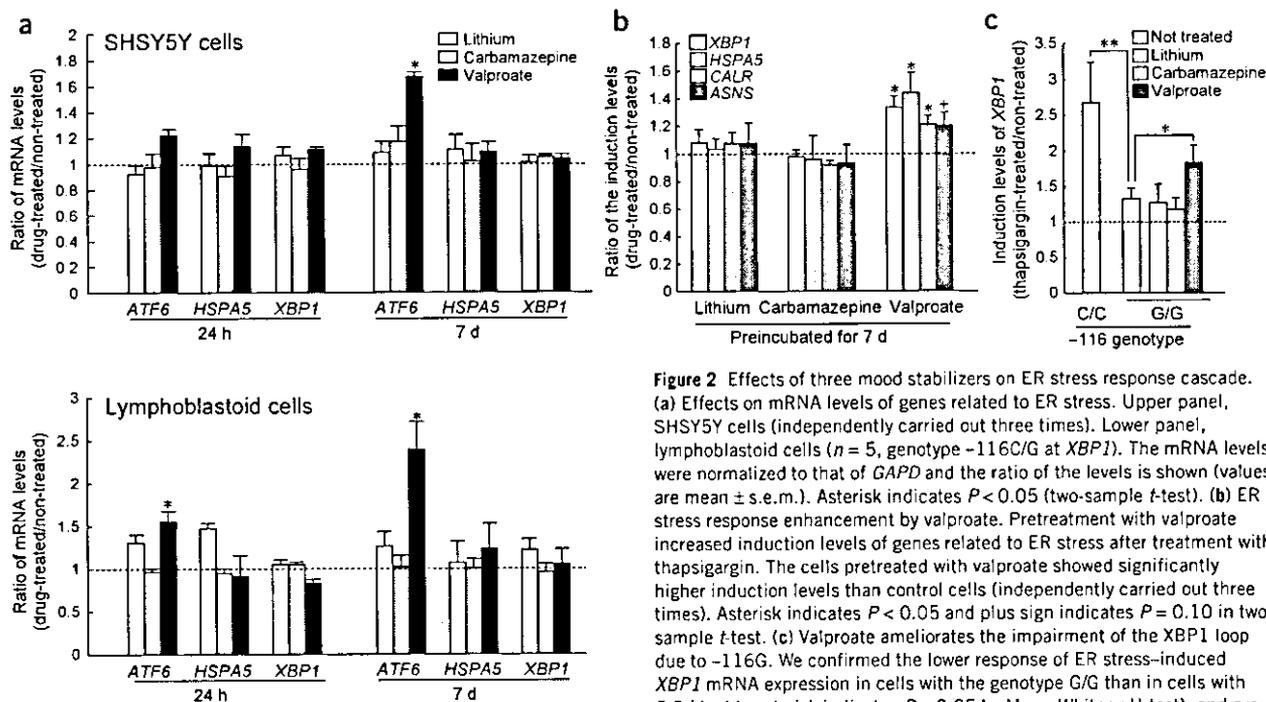 a
SHSY5Y cells
Lithium
Carbamazepine
Valproate
Ratio of mRNA levels
(drug-treated/non-treated)
2
1.8
1.6
1.4
1.2
1
0.8
0.6
0.4
0 2
0
*
ATF6 HSPA5 XBP1 ATF6 HSPA5 XBP1
24 h 7 d
Lymphoblastoid cells
Ratio of mRNA levels
(drug-treated/non-treated)
3
2.5
2
1.5
1
0.5
0
* *
ATF6 HSPA5 XBP1 ATF6 HSPA5 XBP1
24 h 7 d
b
XBP1
HSPA5
CALR
ASNS
Ratio of the induction levels
(drug-treated/non-treated)
1.8
1.6
1.4
1.2
1
0.8
0.6
0.4
0.2
0
* * * +
Lithium Carbamazepine Valproate
Preincubated for 7 d
c
Not treated
Lithium
Carbamazepine
Valproate
Induction levels of XBP1
(thapsigargin-treated/non-treated)
3.5
3
2.5
2
1.5
1
0.5
0
**
*
C/C G/G
-116 genotype
Figure 2 Effects of three mood stabilizers on ER stress response cascade.
(a) Effects on mRNA levels of genes related to ER stress. Upper panel,
SHSY5Y cells (independently carried out three times). Lower panel,
lymphoblastoid cells (n = 5, genotype -116C/G at XBP1). The mRNA levels
were normalized to that of GAPD and the ratio of the levels is shown (values
are mean ± s.e.m.). Asterisk indicates P < 0.05 (two-sample t-test). (b) ER
stress response enhancement by valproate. Pretreatment with valproate
increased induction levels of genes related to ER stress after treatment with
thapsigargin. The cells pretreated with valproate showed significantly
higher induction levels than control cells (independently carried out three
times). Asterisk indicates P < 0.05 and plus sign indicates P = 0.10 in two
sample t-test. (c) Valproate ameliorates the impairment of the XBP1 loop
due to -116G. We confirmed the lower response of ER stress–induced
XBP1 mRNA expression in cells with the genotype G/G than in cells with